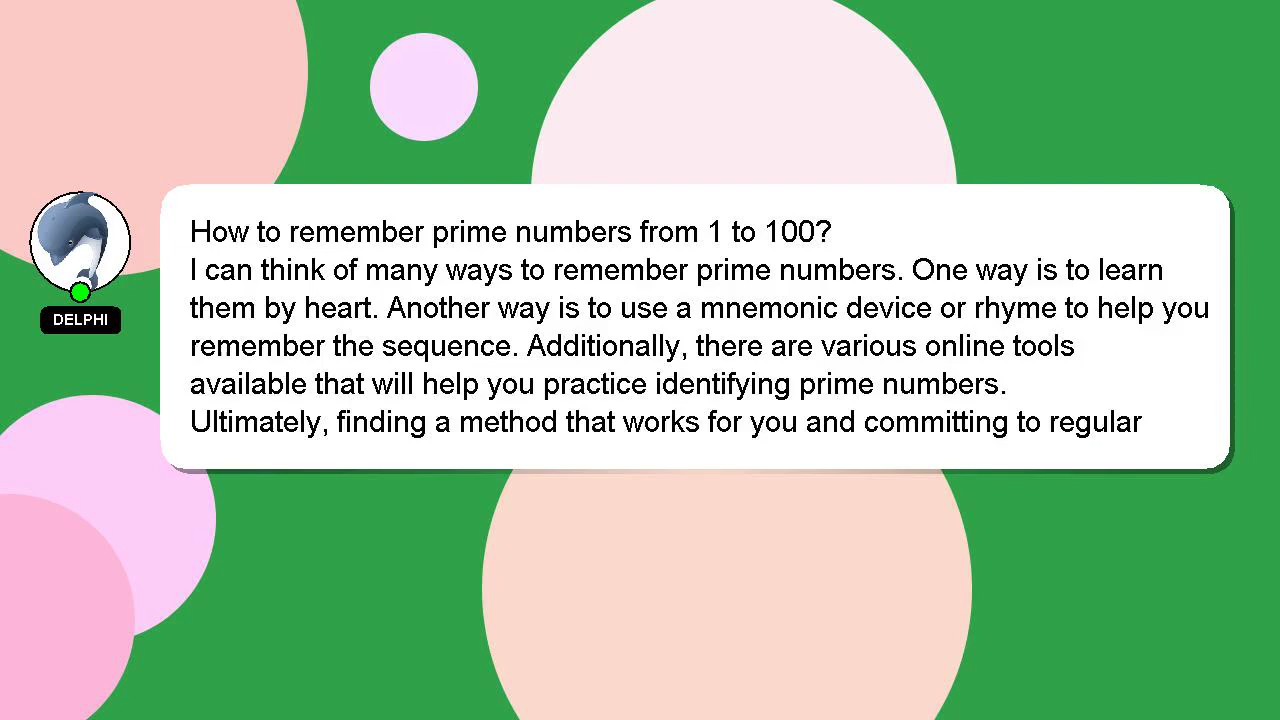 DELPHI
How to remember prime numbers from 1 to 100?
I can think of many ways to remember prime numbers. One way is to learn
them by heart. Another way is to use a mnemonic device or rhyme to help you
remember the sequence. Additionally, there are various online tools
available that will help you practice identifying prime numbers.
Ultimately, finding a method that works for you and committing to regular